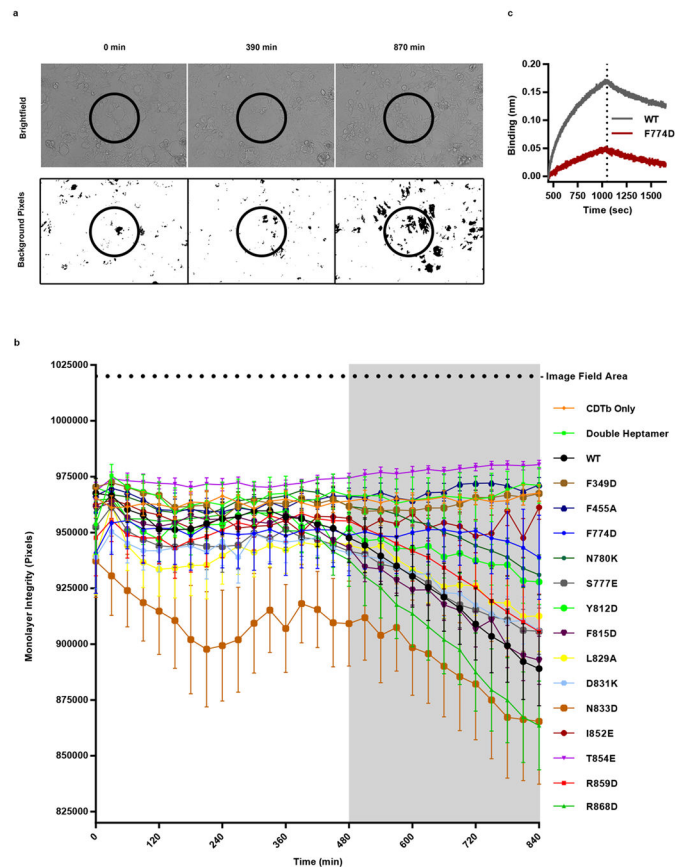 a
0 min 390 min 870 min
Brightfield
Background Pixels
c
Binding (nm)
0.20
0.15
0.10
0.05
0.00
WT
F774D
500 750 1000 1250 1500
Time (sec)
b
Monolayer Integrity (Pixels)
1025000
1000000
975000
950000
925000
900000
875000
850000
825000
0 120 240 360 480 600 720 840
Time (min)
Image Field Area
CDTb Only
Double Heptamer
WT
F349D
F455A
F774D
N780K
S777E
Y812D
F815D
L829A
D831K
N833D
I852E
T854E
R859D
R868D